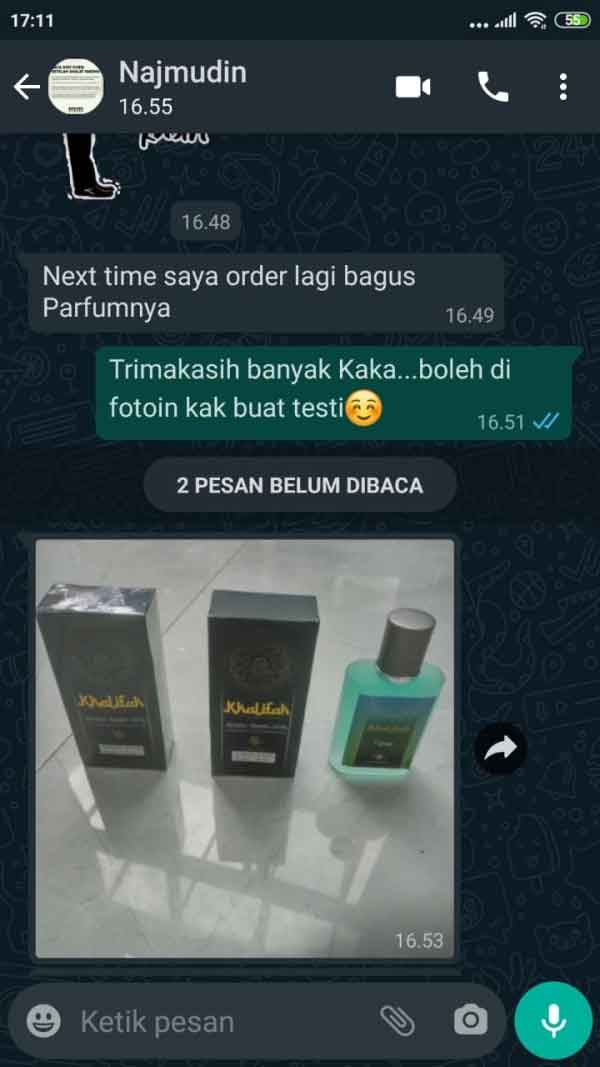 17:11
55
Najmudin
16.55
16.48
Next time saya order lagi bagus
Parfumnya
16.49
Trimakasih banyak Kaka...boleh di
fotoin kak buat testi☺️
16.51
2 PESAN BELUM DIBACA
Khalifah
Khalifah
16.53
Ketik pesan